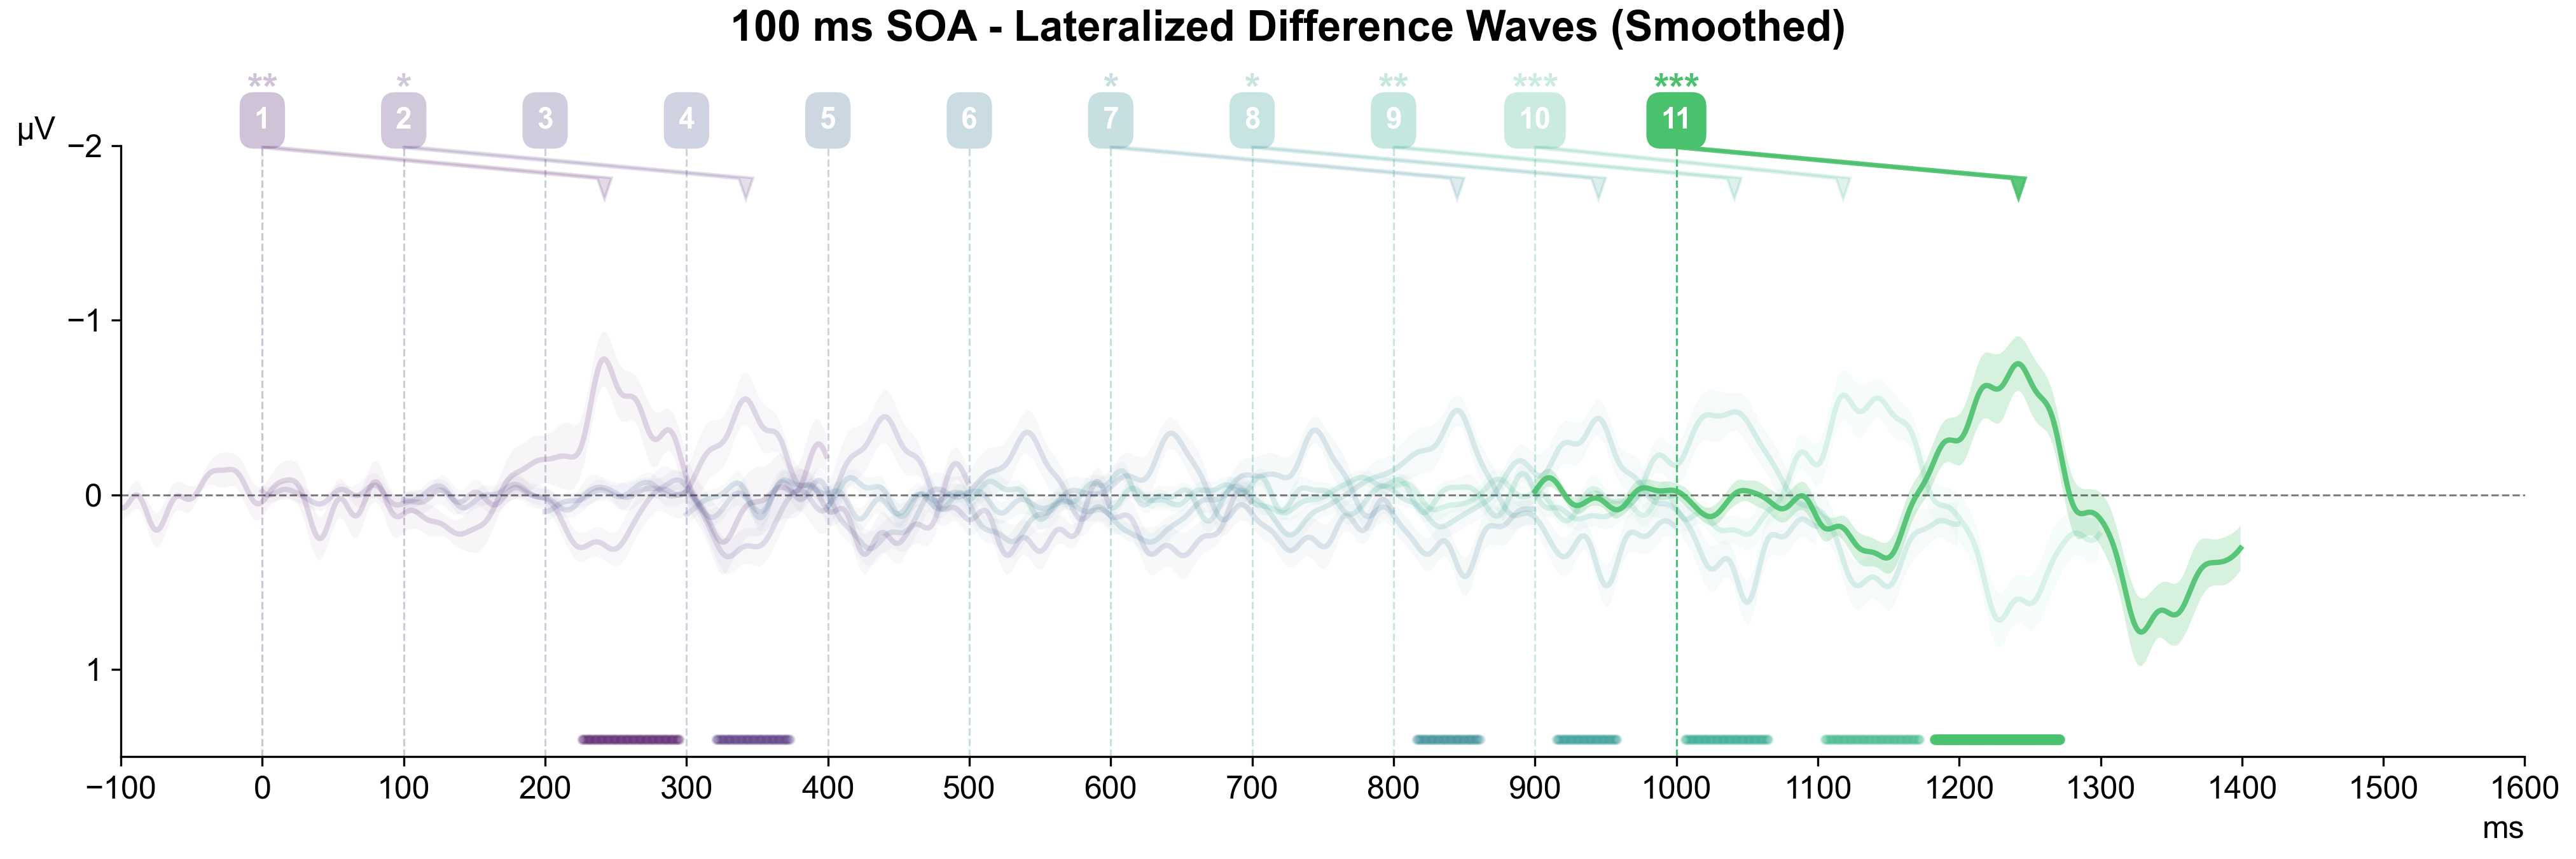 100 ms SOA - Lateralized Difference Waves (Smoothed)
** * * * ** *** ***
1 2 3 4 5 6 7 8 9 10 11
μV
−2
−1
0
1
−100 0 100 200 300 400 500 600 700 800 900 1000 1100 1200 1300 1400 1500 1600
ms